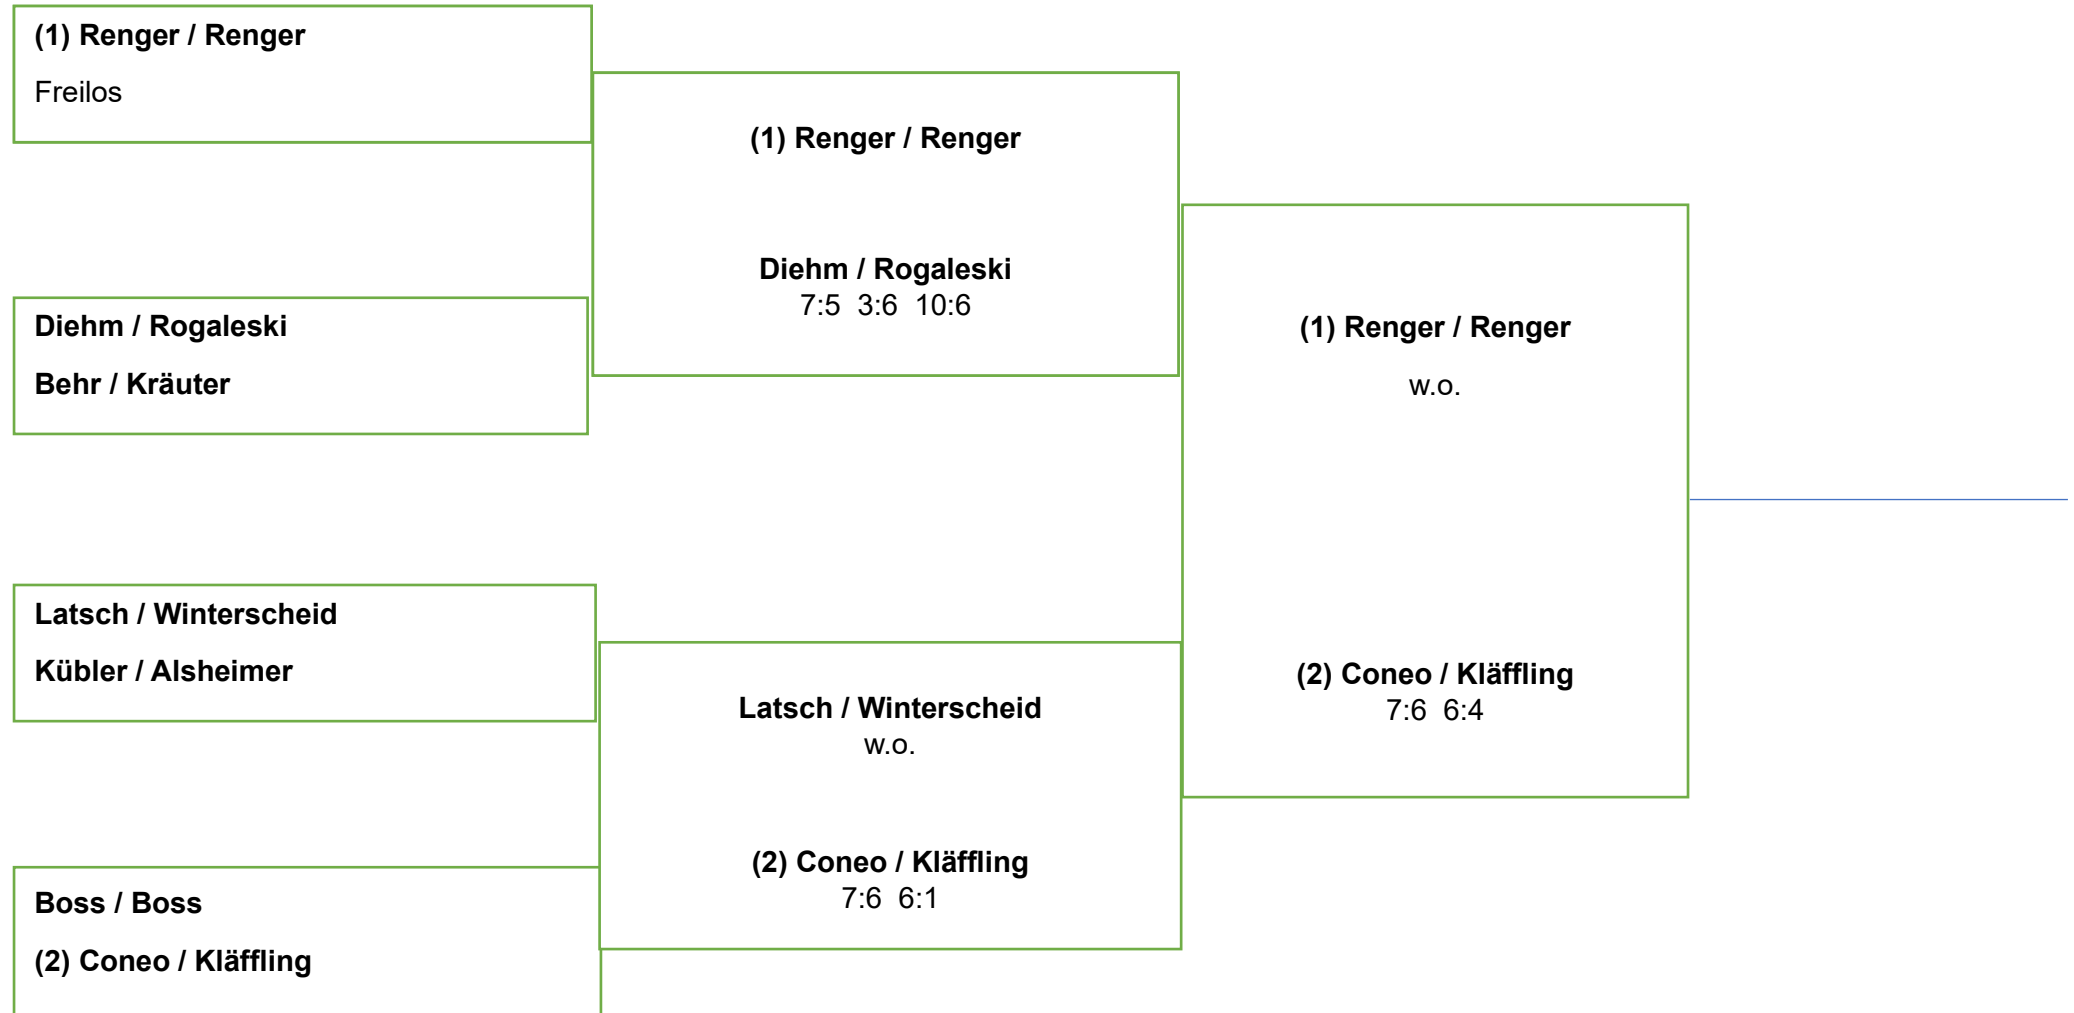 (1) Renger / Renger
Freilos
Diehm / Rogaleski
Behr / Kräuter
Latsch / Winterscheid
Kübler / Alsheimer
Boss / Boss
(2) Coneo / Kläffling
(1) Renger / Renger
Diehm / Rogaleski
7:5 3:6 10:6
Latsch / Winterscheid
w.o.
(2) Coneo / Kläffling
7:6 6:1
(1) Renger / Renger
w.o.
(2) Coneo / Kläffling
7:6 6:4